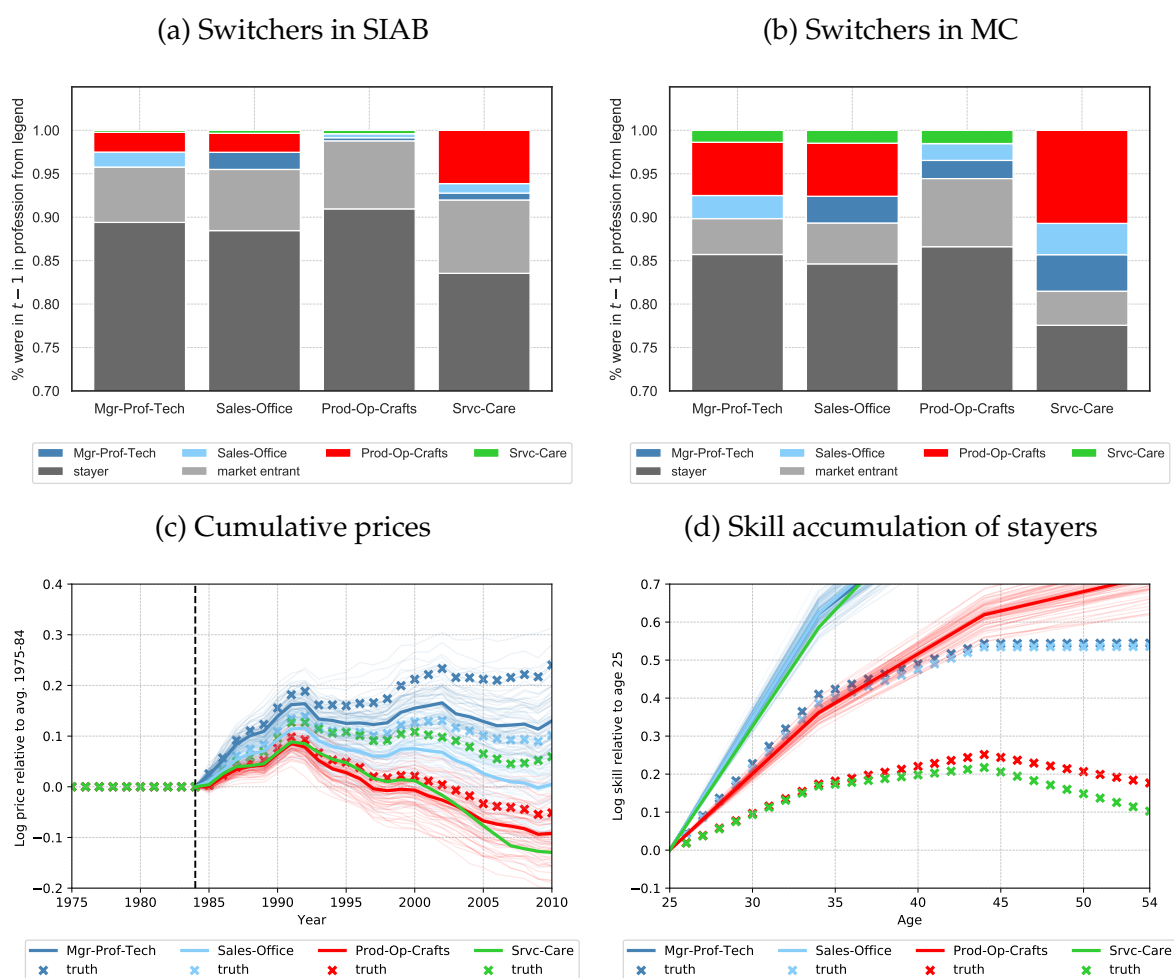 (a) Switchers in SIAB
% were in t − 1 in profession from legend
1.00
0.95
0.90
0.85
0.80
0.75
0.70
Mgr-Prof-Tech Sales-Office Prod-Op-Crafts Srvc-Care
Mgr-Prof-Tech Sales-Office Prod-Op-Crafts Srvc-Care
stayer market entrant
(b) Switchers in MC
% were in t − 1 in profession from legend
1.00
0.95
0.90
0.85
0.80
0.75
0.70
Mgr-Prof-Tech Sales-Office Prod-Op-Crafts Srvc-Care
Mgr-Prof-Tech Sales-Office Prod-Op-Crafts Srvc-Care
stayer market entrant
(c) Cumulative prices
Log price relative to avg. 1975-84
0.4
0.3
0.2
0.1
0.0
−0.1
−0.2
1975 1980 1985 1990 1995 2000 2005 2010
Year
Mgr-Prof-Tech Sales-Office Prod-Op-Crafts Srvc-Care
truth truth truth truth
(d) Skill accumulation of stayers
Log skill relative to age 25
0.7
0.6
0.5
0.4
0.3
0.2
0.1
0.0
−0.1
25 30 35 40 45 50 54
Age
Mgr-Prof-Tech Sales-Office Prod-Op-Crafts Srvc-Care
truth truth truth truth